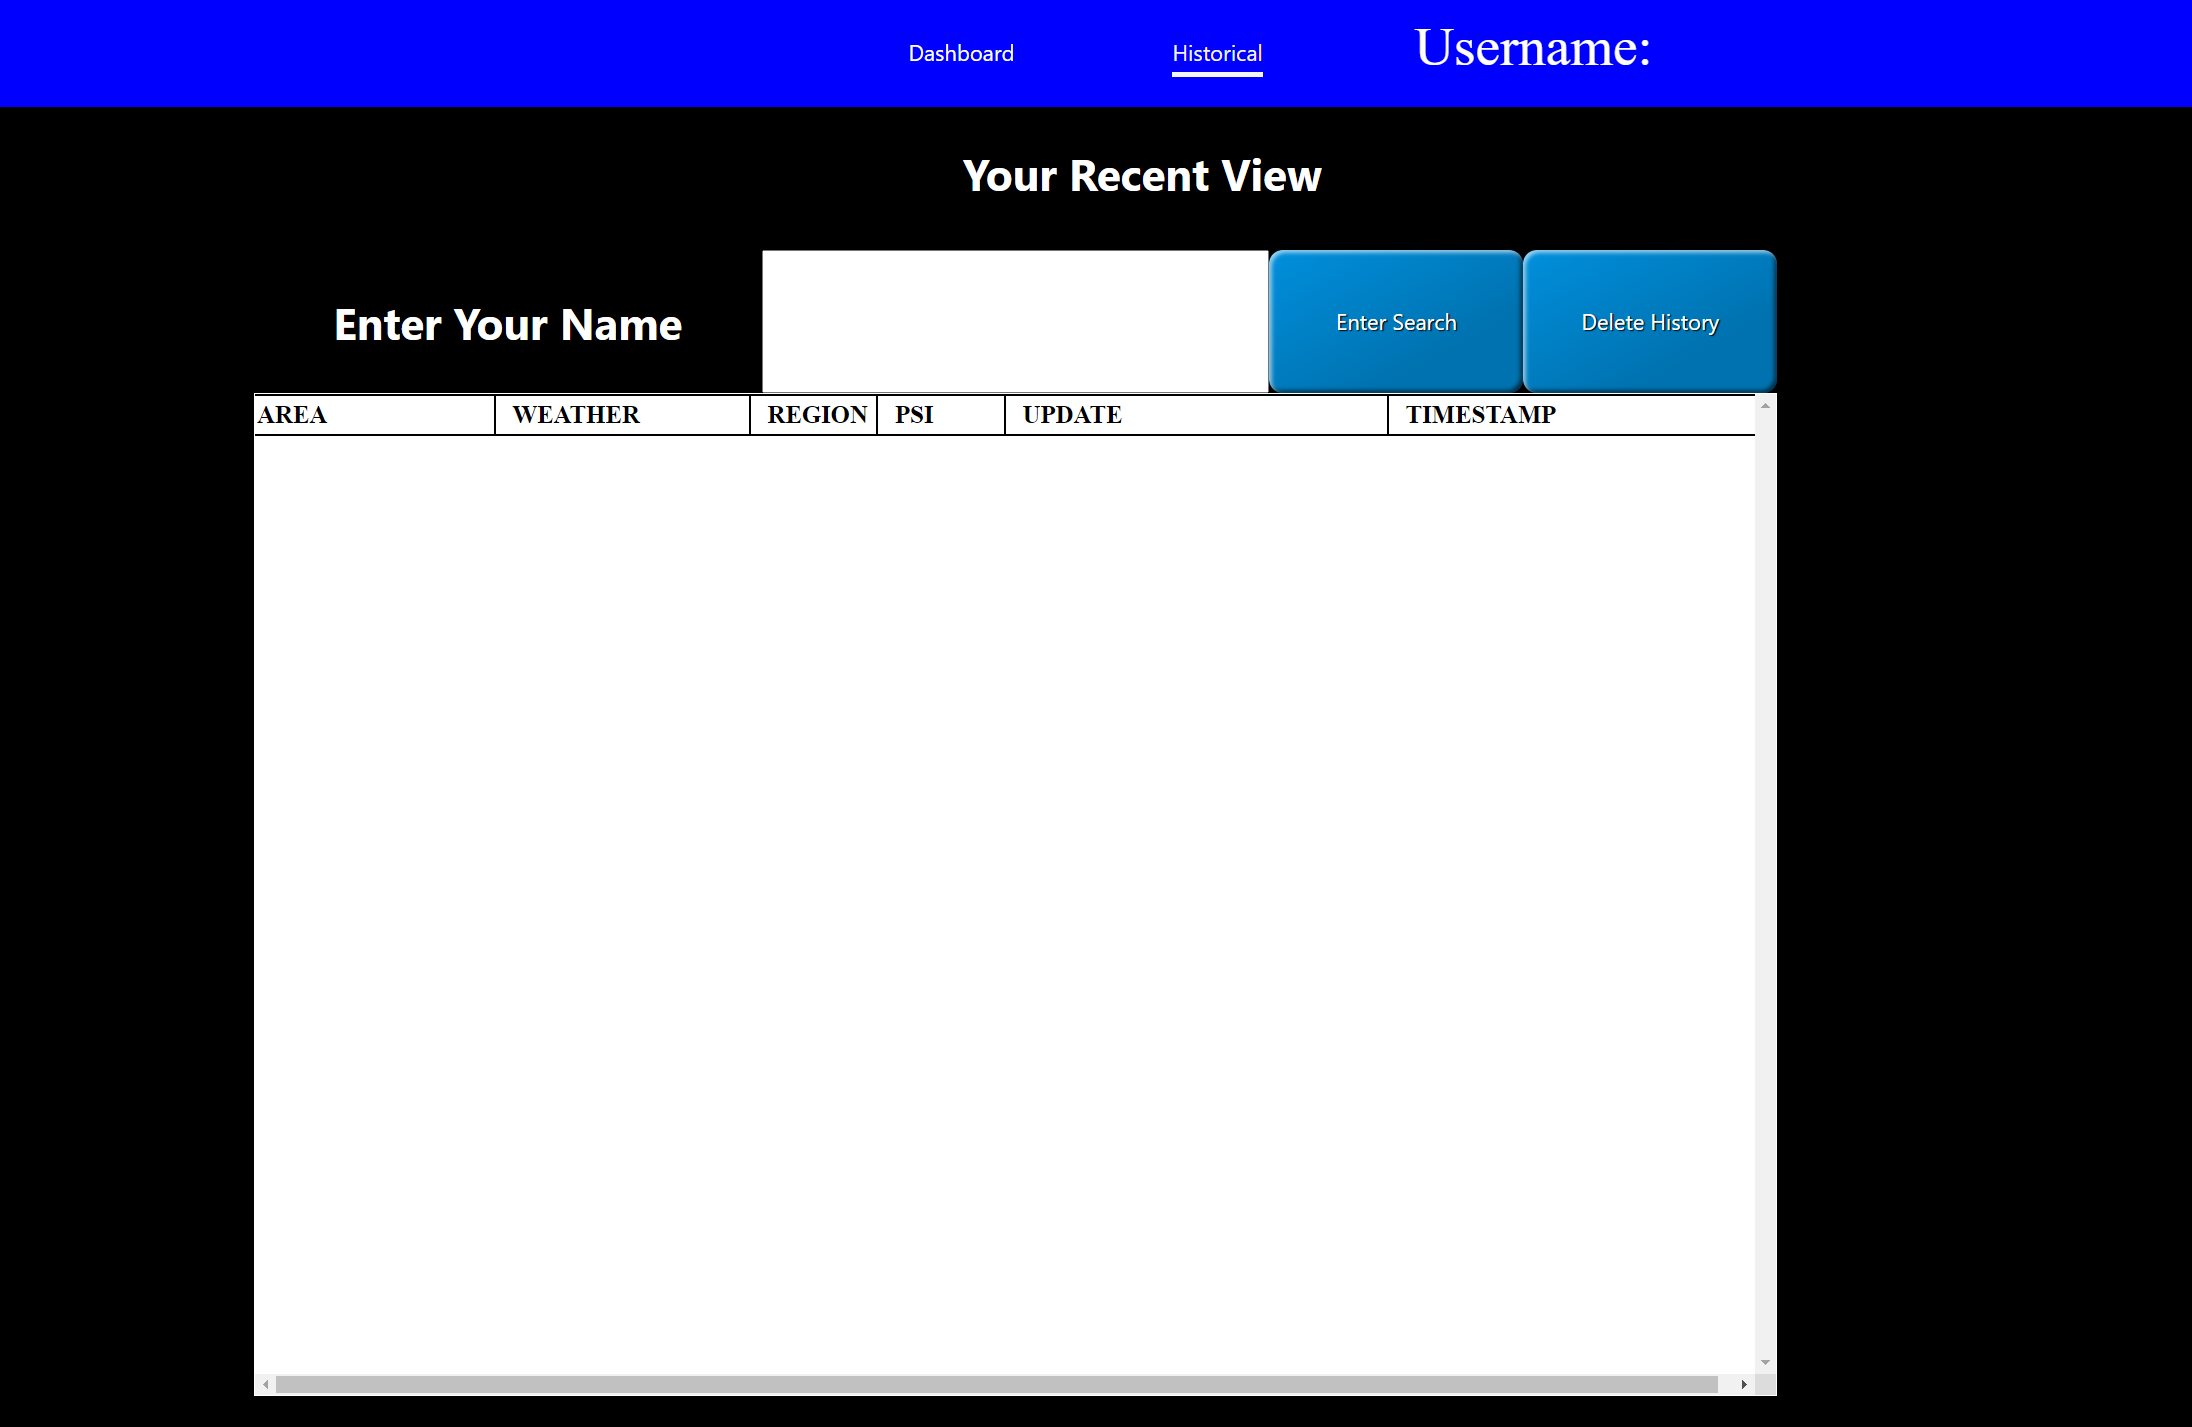 Dashboard Historical Username:
Your Recent View
Enter Your Name Enter Search Delete History
AREA WEATHER REGION PSI UPDATE TIMESTAMP